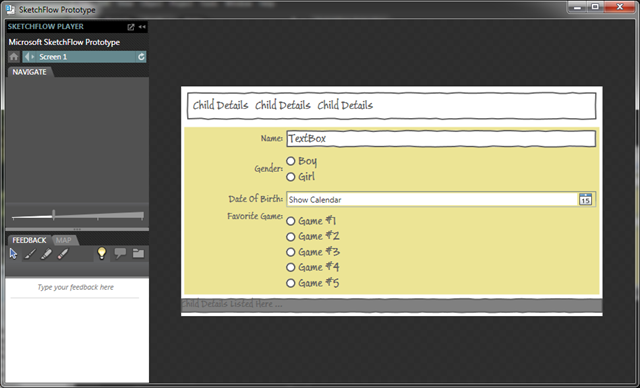 SketchFlow Prototype
SKETCHFLOW PLAYER
Microsoft SketchFlow Prototype
Screen 1
NAVIGATE
FEEDBACK MAP
Type your feedback here
Child Details Child Details Child Details
Name: TextBox
Gender: Boy
Girl
Date Of Birth: Show Calendar 15
Favorite Game: Game #1
Game #2
Game #3
Game #4
Game #5
Child Details Listed Here ....